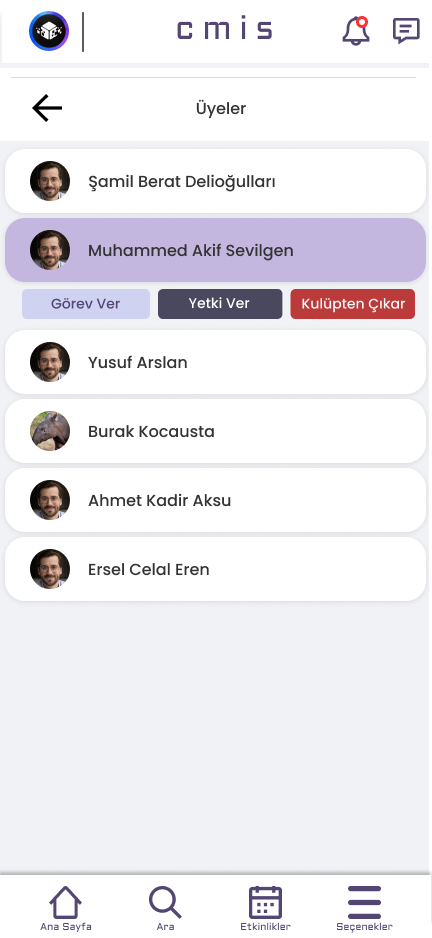 cmis
Üyeler
Şamil Berat Delioğulları
Muhammed Akif Sevilgen
Görev Ver Yetki Ver Kulüpten Çıkar
Yusuf Arslan
Burak Kocausta
Ahmet Kadir Aksu
Ersel Celal Eren
Ana Sayfa Ara Etkinlikler Seçenekler